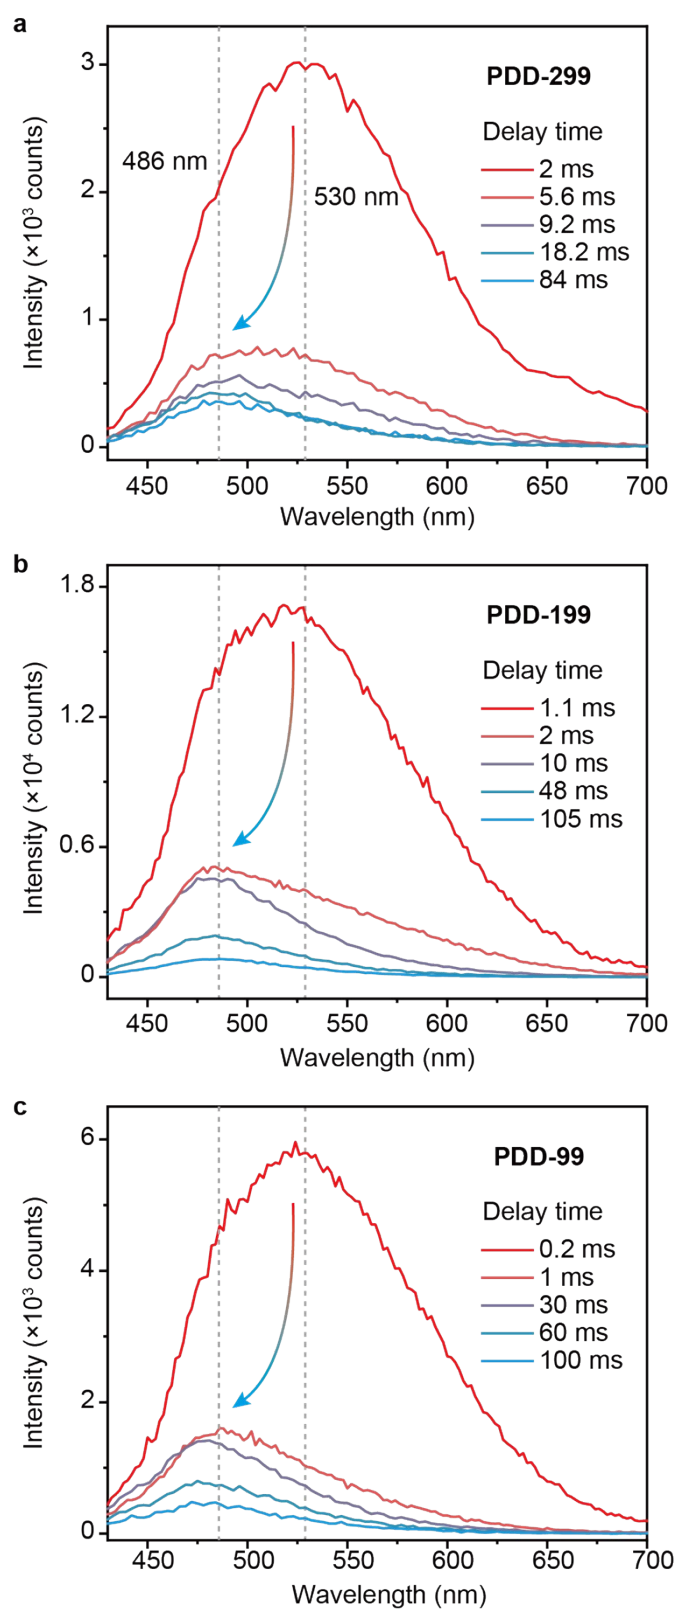 a
PDD-299
Delay time
2 ms
5.6 ms
9.2 ms
18.2 ms
84 ms
486 nm
530 nm
Intensity (×10³ counts)
3
2
1
0
450 500 550 600 650 700
Wavelength (nm)
b
PDD-199
Delay time
1.1 ms
2 ms
10 ms
48 ms
105 ms
Intensity (×10⁴ counts)
1.8
1.2
0.6
0
450 500 550 600 650 700
Wavelength (nm)
c
PDD-99
Delay time
0.2 ms
1 ms
30 ms
60 ms
100 ms
Intensity (×10³ counts)
6
4
2
0
450 500 550 600 650 700
Wavelength (nm)